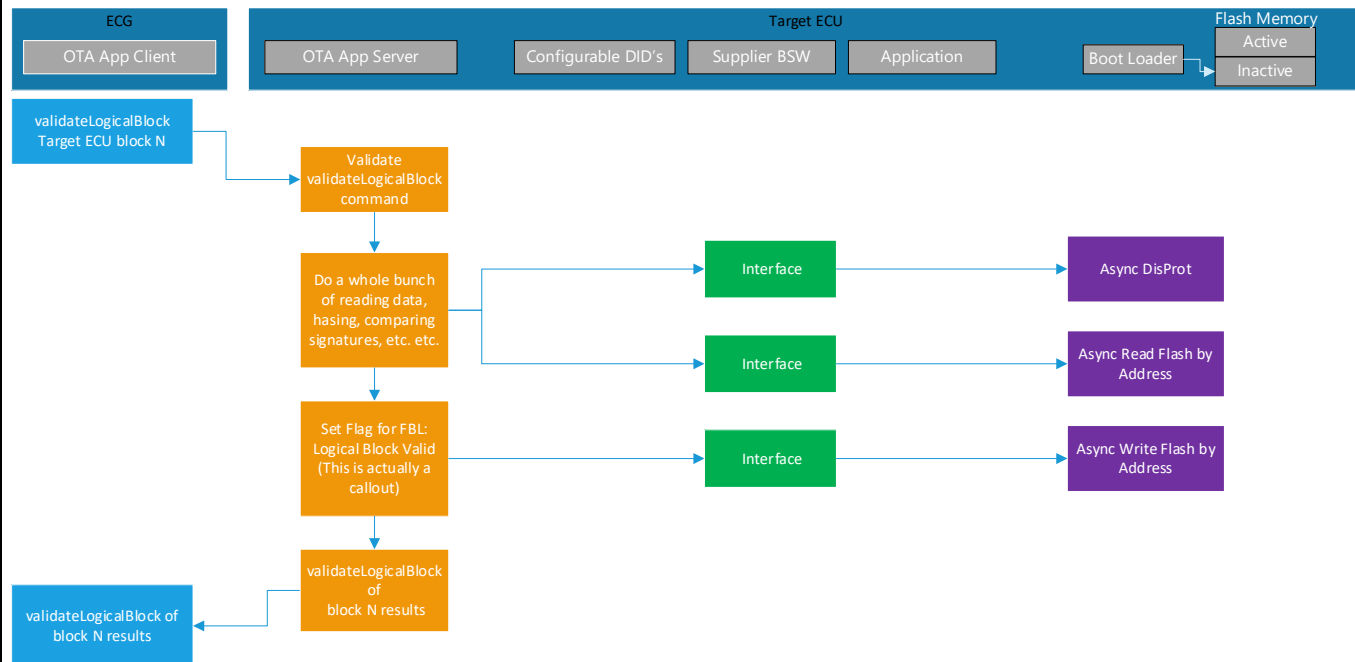 ECG
Target ECU
Flash Memory
OTA App Client
OTA App Server
Configurable DID's
Supplier BSW
Application
Boot Loader
Active
Inactive
validateLogicalBlock
Target ECU block N
Validate
validateLogicalBlock
command
Do a whole bunch
of reading data,
hasing, comparing
signatures, etc. etc.
Interface
Async DisProt
Interface
Async Read Flash by
Address
Set Flag for FBL:
Logical Block Valid
(This is actually a
callout)
Interface
Async Write Flash by
Address
validateLogicalBlock
of
block N results
validateLogicalBlock of
block N results